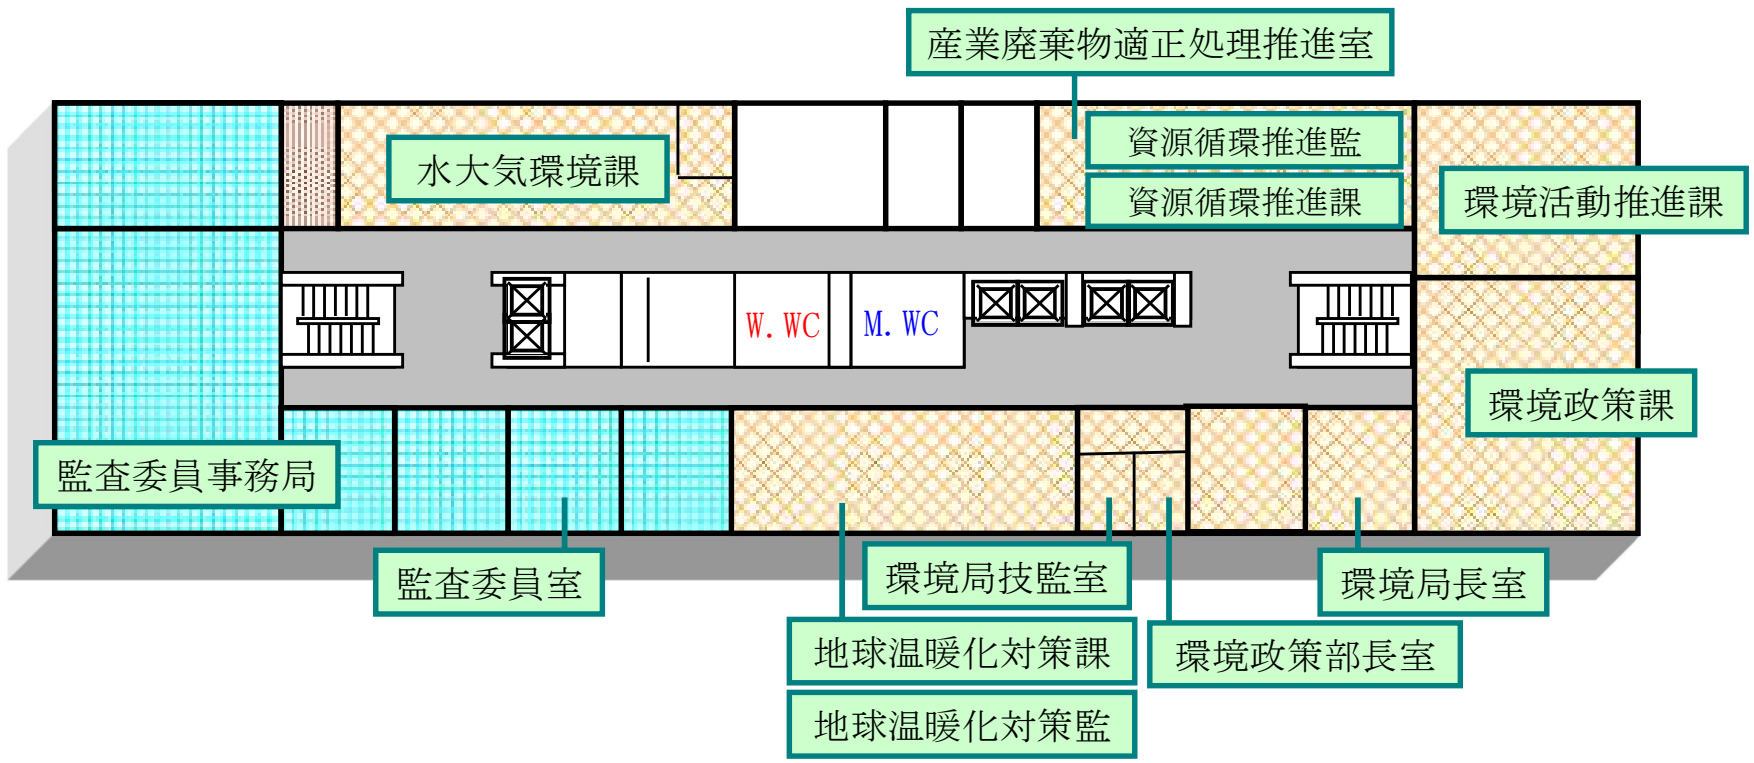 産業廃棄物適正処理推進室
資源循環推進監
水大気環境課
資源循環推進課
環境活動推進課
W.WC
M.WC
環境政策課
監査委員事務局
監査委員室
環境局技監室
環境局長室
地球温暖化対策課
環境政策部長室
地球温暖化対策監